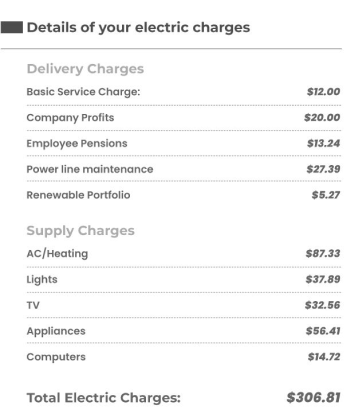 Details of your electric charges
Delivery Charges
Basic Service Charge: $12.00
Company Profits $20.00
Employee Pensions $13.24
Power line maintenance $27.39
Renewable Portfolio $5.27
Supply Charges
AC/Heating $87.33
Lights $37.89
TV $32.56
Appliances $56.41
Computers $14.72
Total Electric Charges: $306.81